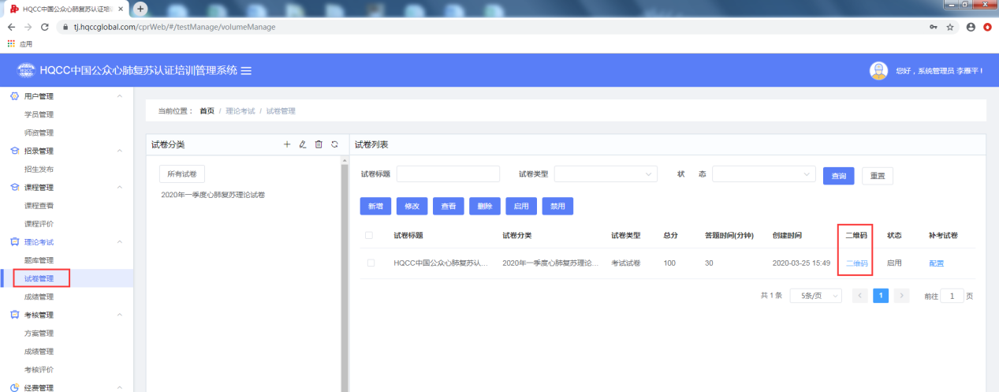 HQCC中国公众心肺复苏认证培训
tj.hqccglobal.com/cprWeb/#/testManage/volumeManage
应用
HQCC中国公众心肺复苏认证培训管理系统
您好，系统管理员 李雁平！
用户管理
学员管理
师资管理
招录管理
招生发布
课程管理
课程查看
课程评价
理论考试
题库管理
试卷管理
成绩管理
考核管理
方案管理
成绩管理
考核评价
经费管理
当前位置： 首页 / 理论考试 / 试卷管理
试卷分类
所有试卷
2020年一季度心肺复苏理论试卷
试卷列表
试卷标题 试卷类型 状 态 查询 重置
新增 修改 查看 删除 启用 禁用
试卷标题 试卷分类 试卷类型 总分 答题时间(分钟) 创建时间 二维码 状态 补考试卷
HQCC中国公众心肺复苏认... 2020年一季度心肺复苏理论... 考试试卷 100 30 2020-03-25 15:49 二维码 启用 配置
共 1 条 5条/页 1 前往 1 页